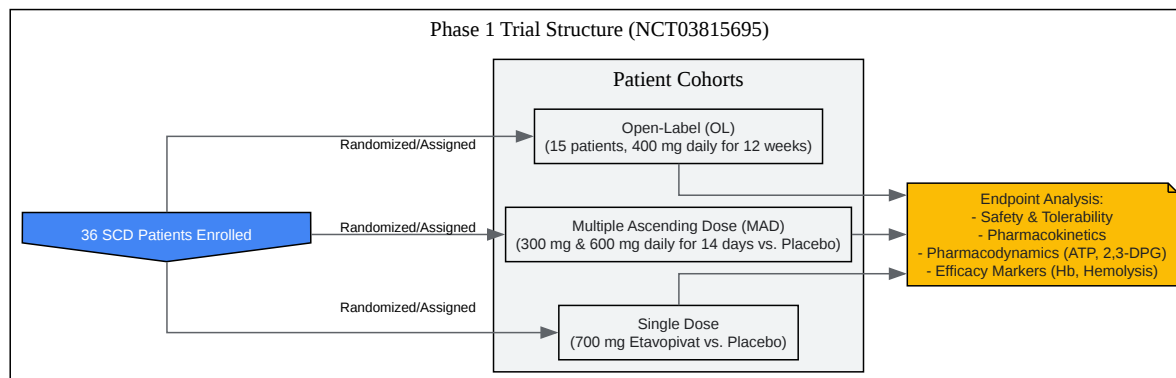 Phase 1 Trial Structure (NCT03815695)
Patient Cohorts
Open-Label (OL)
(15 patients, 400 mg daily for 12 weeks)
Randomized/Assigned
36 SCD Patients Enrolled
Randomized/Assigned
Multiple Ascending Dose (MAD)
(300 mg & 600 mg daily for 14 days vs. Placebo)
Randomized/Assigned
Single Dose
(700 mg Etavopivat vs. Placebo)
Endpoint Analysis:
- Safety & Tolerability
- Pharmacokinetics
- Pharmacodynamics (ATP, 2,3-DPG)
- Efficacy Markers (Hb, Hemolysis)